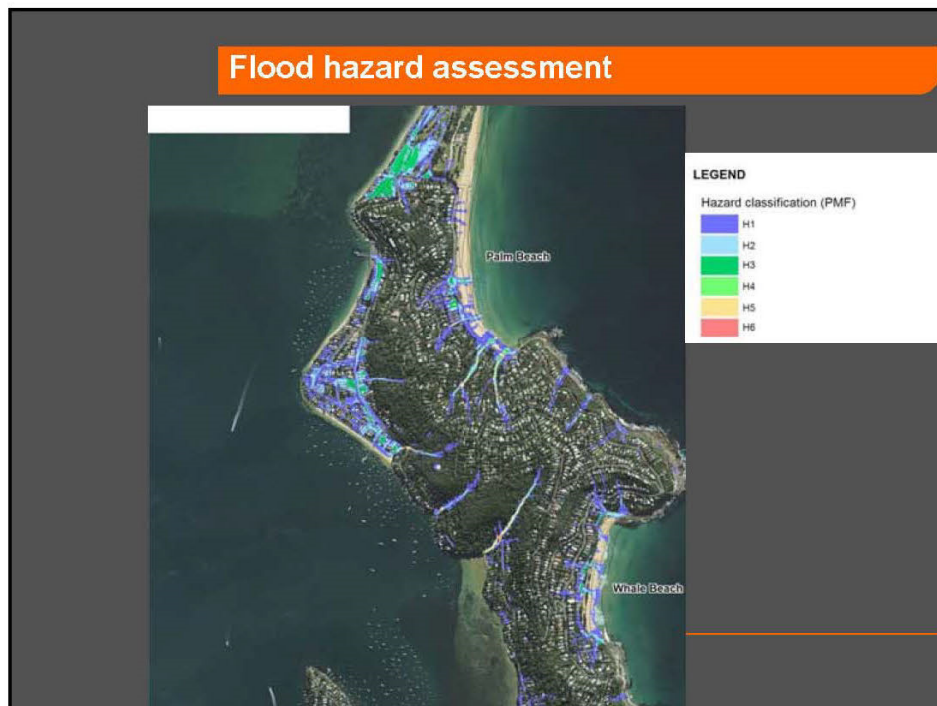 Flood hazard assessment
LEGEND
Hazard classification (PMF)
H1
H2
H3
H4
H5
H6
Palm Beach
Whale Beach